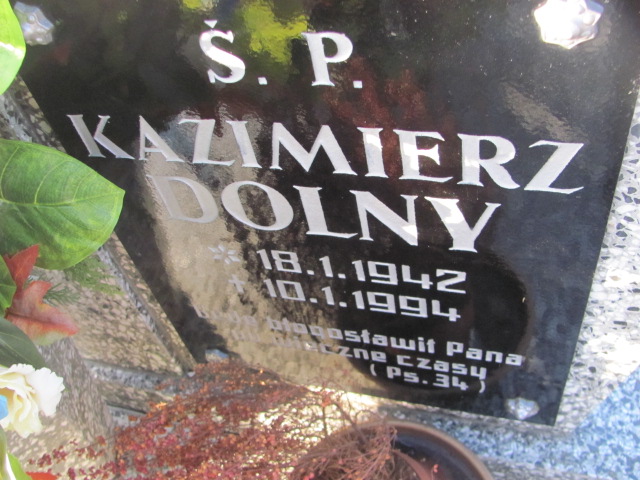 Ś. P.
KAZIMIERZ
DOLNY
* 18.1.1942
† 10.1.1994
błogosławił Pana
czasy
( Ps. 34 )